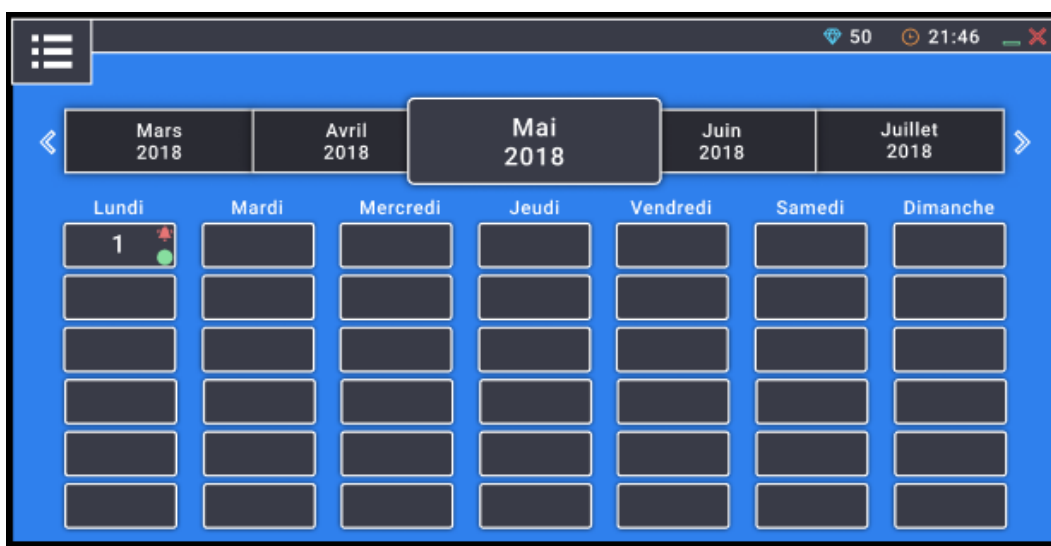 50 21:46
Mars Avril Mai Juin Juillet
2018 2018 2018 2018 2018
Lundi Mardi Mercredi Jeudi Vendredi Samedi Dimanche
1